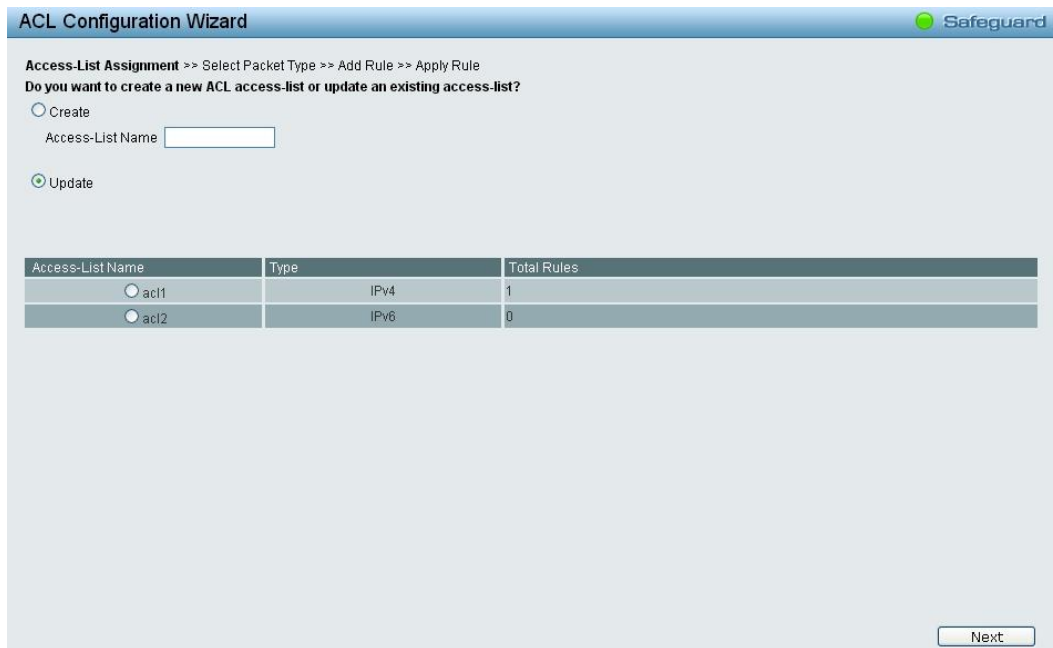 ACL Configuration Wizard
Safeguard
Access-List Assignment >> Select Packet Type >> Add Rule >> Apply Rule
Do you want to create a new ACL access-list or update an existing access-list?
Create
Access-List Name
Update
Access-List Name Type Total Rules
acl1 IPv4 1
acl2 IPv6 0
Next